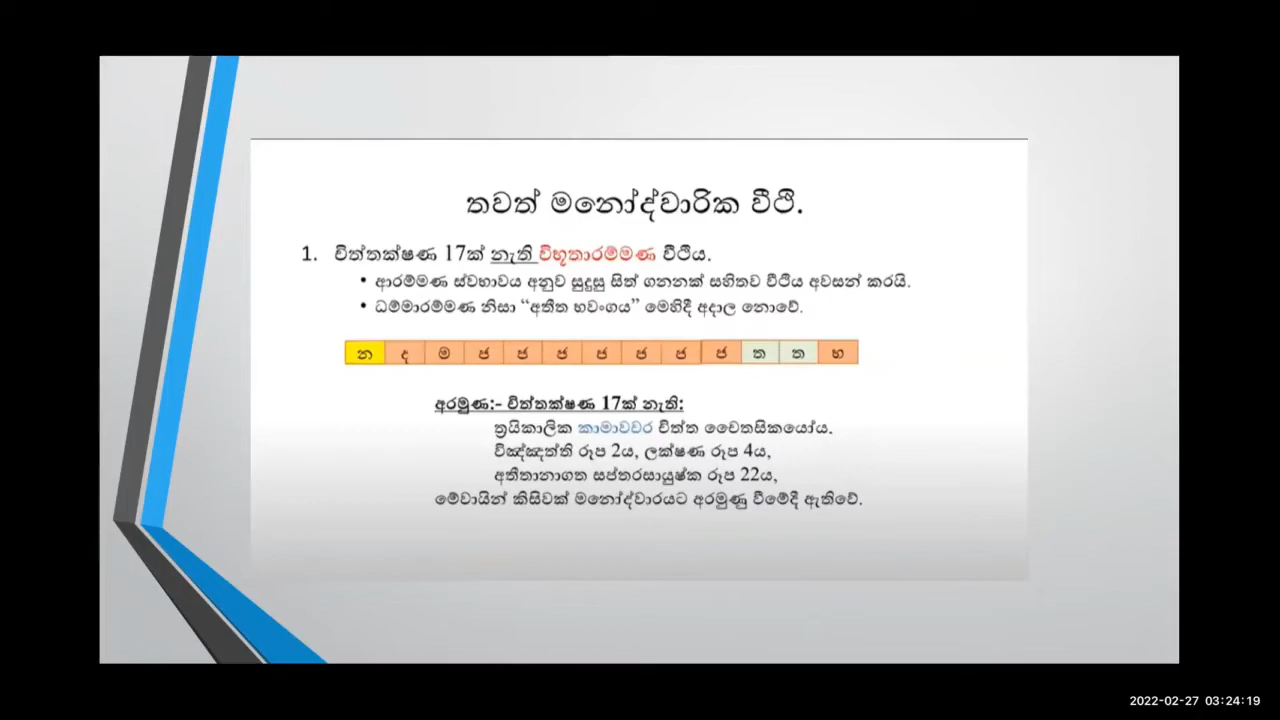 තවත් මනෝද්වාරික වීථි.
1. චිත්තක්ෂණ 17ක් නැති විභූතාරම්මණ වීථිය.
• ආරම්මණ ස්වභාවය අනුව සුදුසු සිත් ගනනක් සහිතව වීථිය අවසන් කරයි.
• ධම්මාරම්මණ නිසා “අතීත භවංගය” මෙහිදී අදාල නොවේ.
න ද ම ජ ජ ජ ජ ජ ජ ජ ත ත භ
අරමුණ:- චිත්තක්ෂණ 17ක් නැති:
ත්‍රයිකාලික කාමාවචර චිත්ත චෛතසිකයෝය.
විඤ්ඤත්ති රූප 2ය, ලක්ෂණ රූප 4ය,
අතීතානාගත සප්තරසායුෂ්ක රූප 22ය,
මේවායින් කිසිවක් මනෝද්වාරයට අරමුණු වීමේදී ඇතිවේ.
2022-02-27 03:24:19